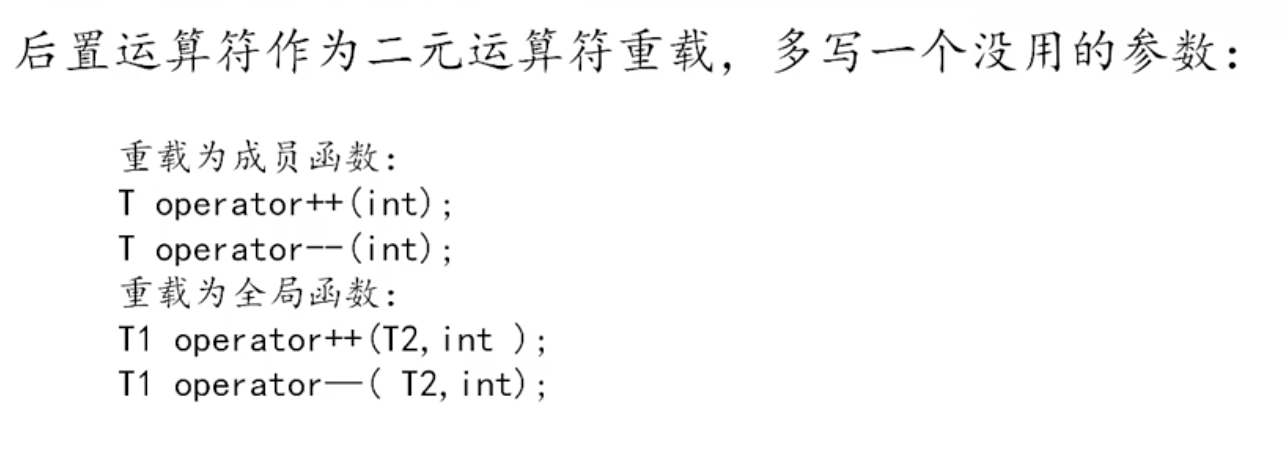 后置运算符作为二元运算符重载，多写一个没用的参数：
重载为成员函数：
T operator++(int);
T operator--(int);
重载为全局函数：
T1 operator++(T2,int );
T1 operator—( T2,int);